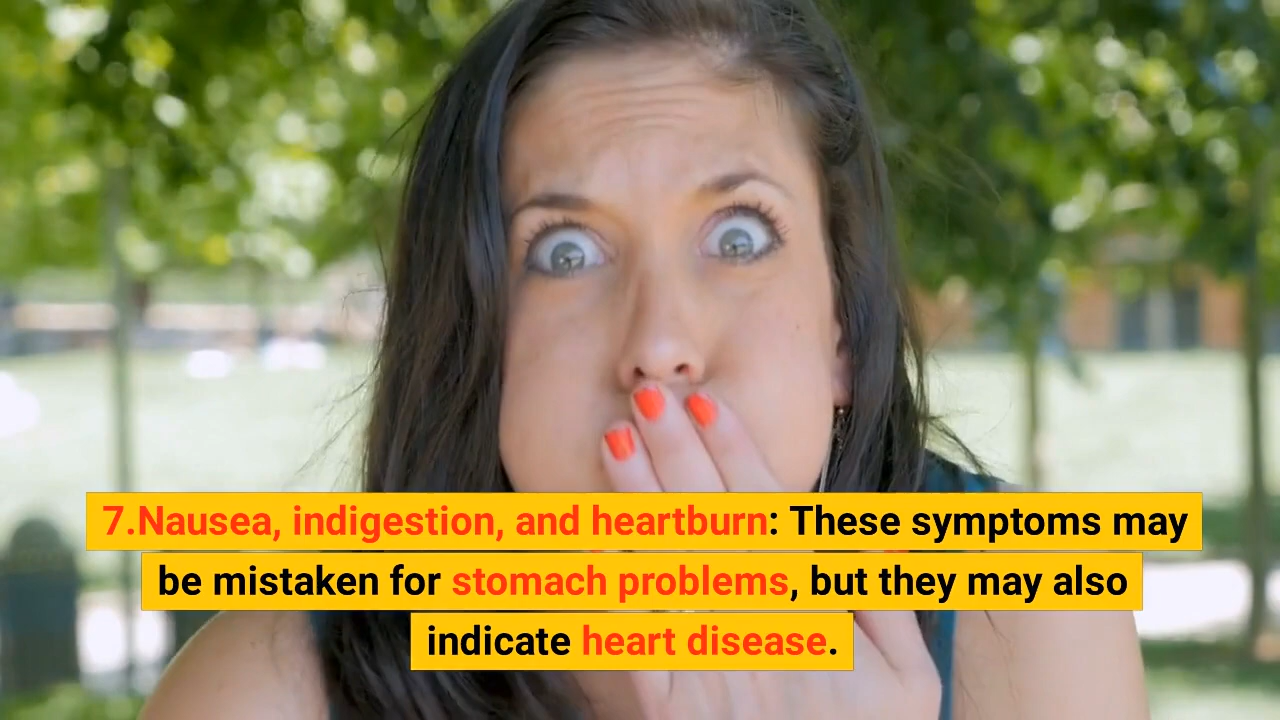 7.Nausea, indigestion, and heartburn: These symptoms may
be mistaken for stomach problems, but they may also
indicate heart disease.